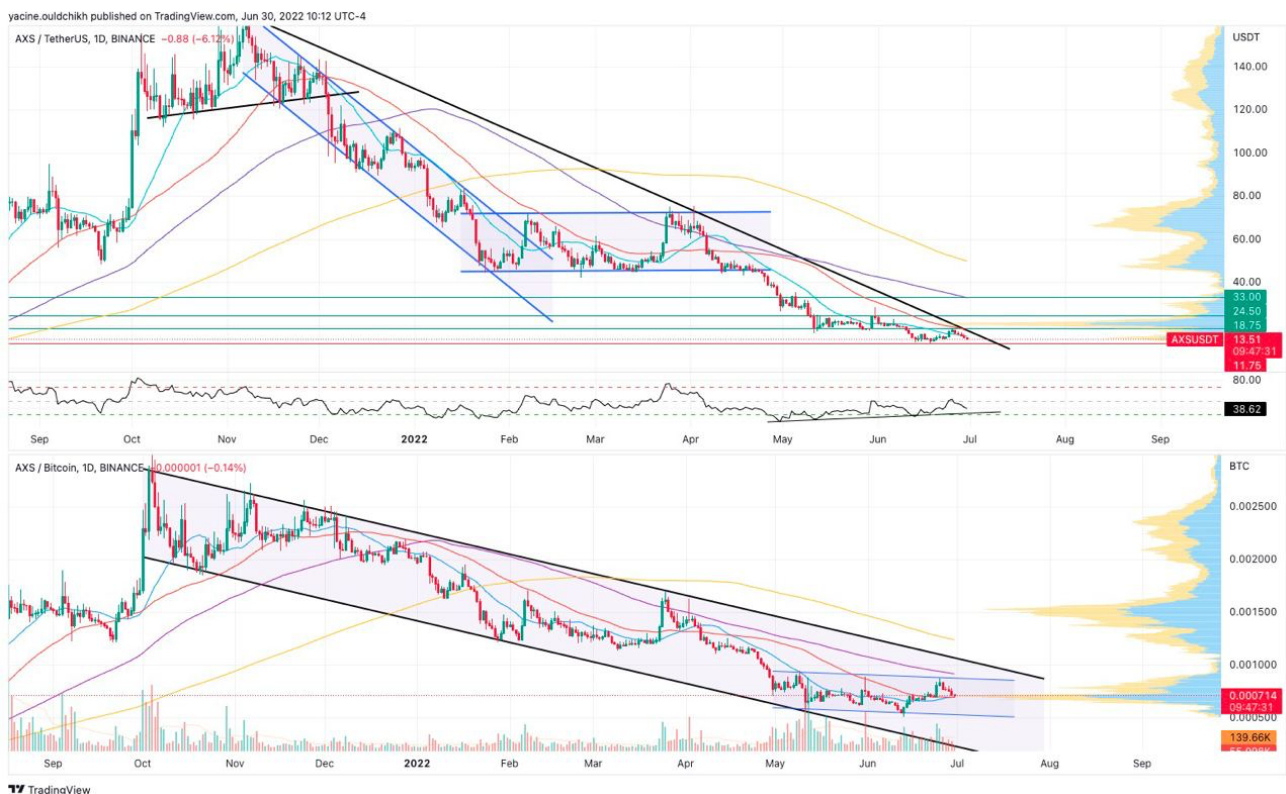 yacine.ouldchikh published on TradingView.com, Jun 30, 2022 10:12 UTC-4
AXS / TetherUS, 1D, BINANCE −0.88 (−6.12%)
USDT
140.00
120.00
100.00
80.00
60.00
40.00
33.00
24.50
18.75
AXSUSDT 13.51
09:47:31
11.75
80.00
38.62
Sep Oct Nov Dec 2022 Feb Mar Apr May Jun Jul Aug Sep
AXS / Bitcoin, 1D, BINANCE −0.000001 (−0.14%)
BTC
0.002500
0.002000
0.001500
0.001000
0.000714
09:47:31
0.000500
139.66K
Sep Oct Nov Dec 2022 Feb Mar Apr May Jun Jul Aug Sep
TradingView